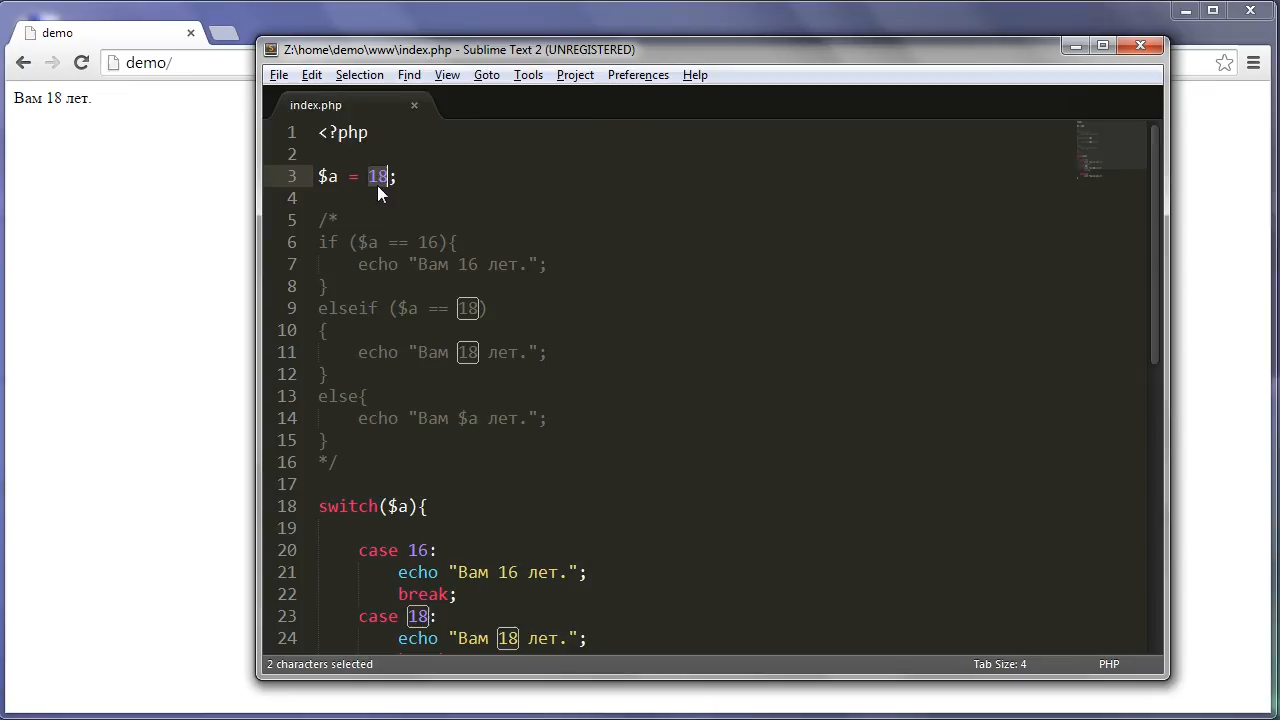 demo
demo/
Вам 18 лет.
Z:\home\demo\www\index.php - Sublime Text 2 (UNREGISTERED)
File Edit Selection Find View Goto Tools Project Preferences Help
index.php
1 <?php
2
3 $a = 18;
4
5 /*
6 if ($a == 16){
7 echo "Вам 16 лет.";
8 }
9 elseif ($a == 18)
10 {
11 echo "Вам 18 лет.";
12 }
13 else{
14 echo "Вам $a лет.";
15 }
16 */
17
18 switch($a){
19
20 case 16:
21 echo "Вам 16 лет.";
22 break;
23 case 18:
24 echo "Вам 18 лет.";
2 characters selected
Tab Size: 4
PHP